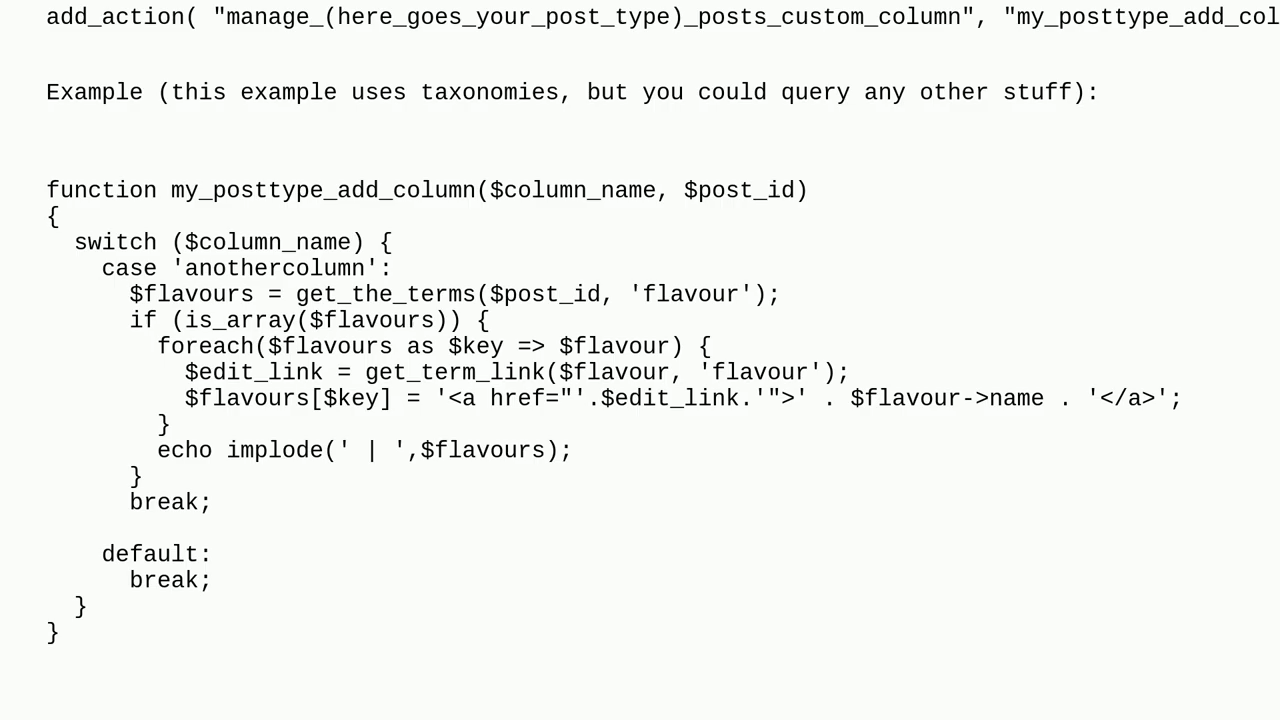 add_action( "manage_(here_goes_your_post_type)_posts_custom_column", "my_posttype_add_col
Example (this example uses taxonomies, but you could query any other stuff):
function my_posttype_add_column($column_name, $post_id)
{
  switch ($column_name) {
    case 'anothercolumn':
      $flavours = get_the_terms($post_id, 'flavour');
      if (is_array($flavours)) {
        foreach($flavours as $key => $flavour) {
          $edit_link = get_term_link($flavour, 'flavour');
          $flavours[$key] = '<a href="'.$edit_link.'">' . $flavour->name . '</a>';
        }
        echo implode(' | ',$flavours);
      }
      break;
    default:
      break;
  }
}